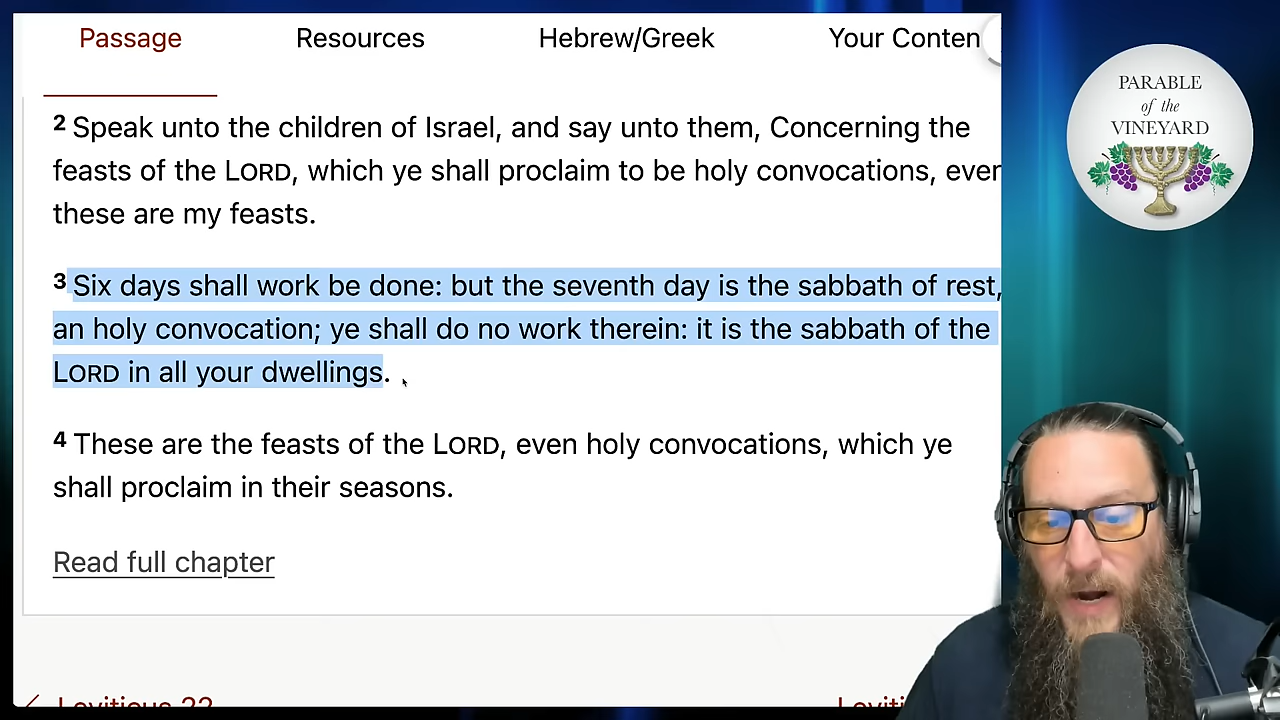 Passage
Resources
Hebrew/Greek
Your Conten
2 Speak unto the children of Israel, and say unto them, Concerning the
feasts of the LORD, which ye shall proclaim to be holy convocations, even
these are my feasts.
3 Six days shall work be done: but the seventh day is the sabbath of rest,
an holy convocation; ye shall do no work therein: it is the sabbath of the
LORD in all your dwellings.
4 These are the feasts of the LORD, even holy convocations, which ye
shall proclaim in their seasons.
Read full chapter
Leviticus 22
Leviti
PARABLE
of the
VINEYARD